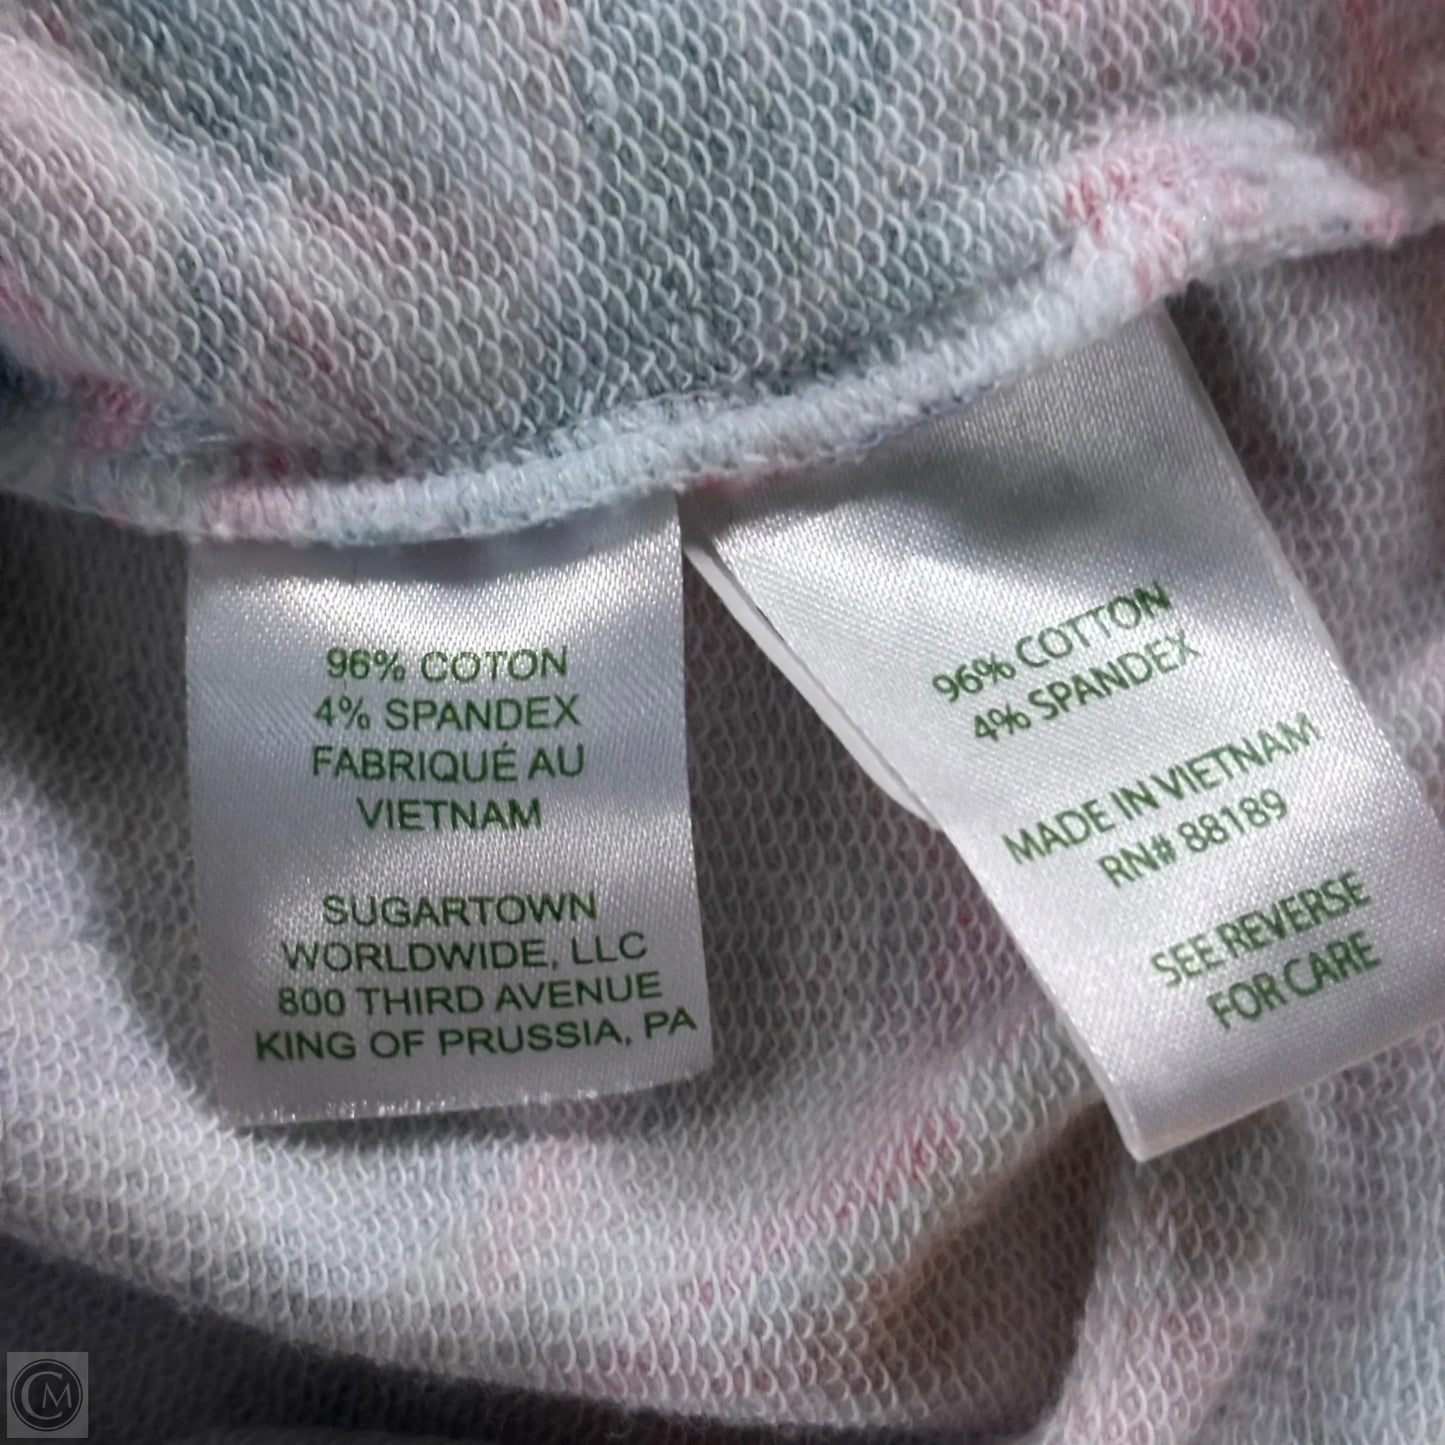 96% COTON
4% SPANDEX
FABRIQUÉ AU
VIETNAM
SUGARTOWN
WORLDWIDE, LLC
800 THIRD AVENUE
KING OF PRUSSIA, PA
96% COTTON
4% SPANDEX
MADE IN VIETNAM
RN# 88189
SEE REVERSE
FOR CARE
CM